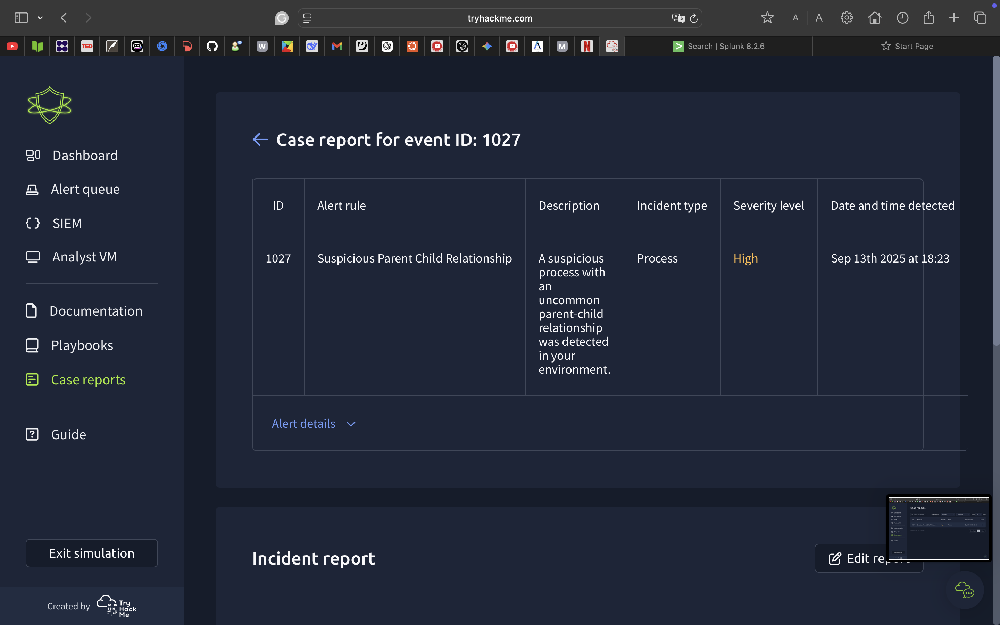 tryhackme.com
A
A
TED
W
M
N
Search | Splunk 8.2.6
Start Page
Dashboard
Alert queue
SIEM
Analyst VM
Documentation
Playbooks
Case reports
Guide
Exit simulation
Created by
Try
Hack
Me
Case report for event ID: 1027
ID
Alert rule
Description
Incident type
Severity level
Date and time detected
1027
Suspicious Parent Child Relationship
A suspicious
process with
an
uncommon
parent-child
relationship
was detected
in your
environment.
Process
High
Sep 13th 2025 at 18:23
Alert details
Incident report
Edit
Case reports